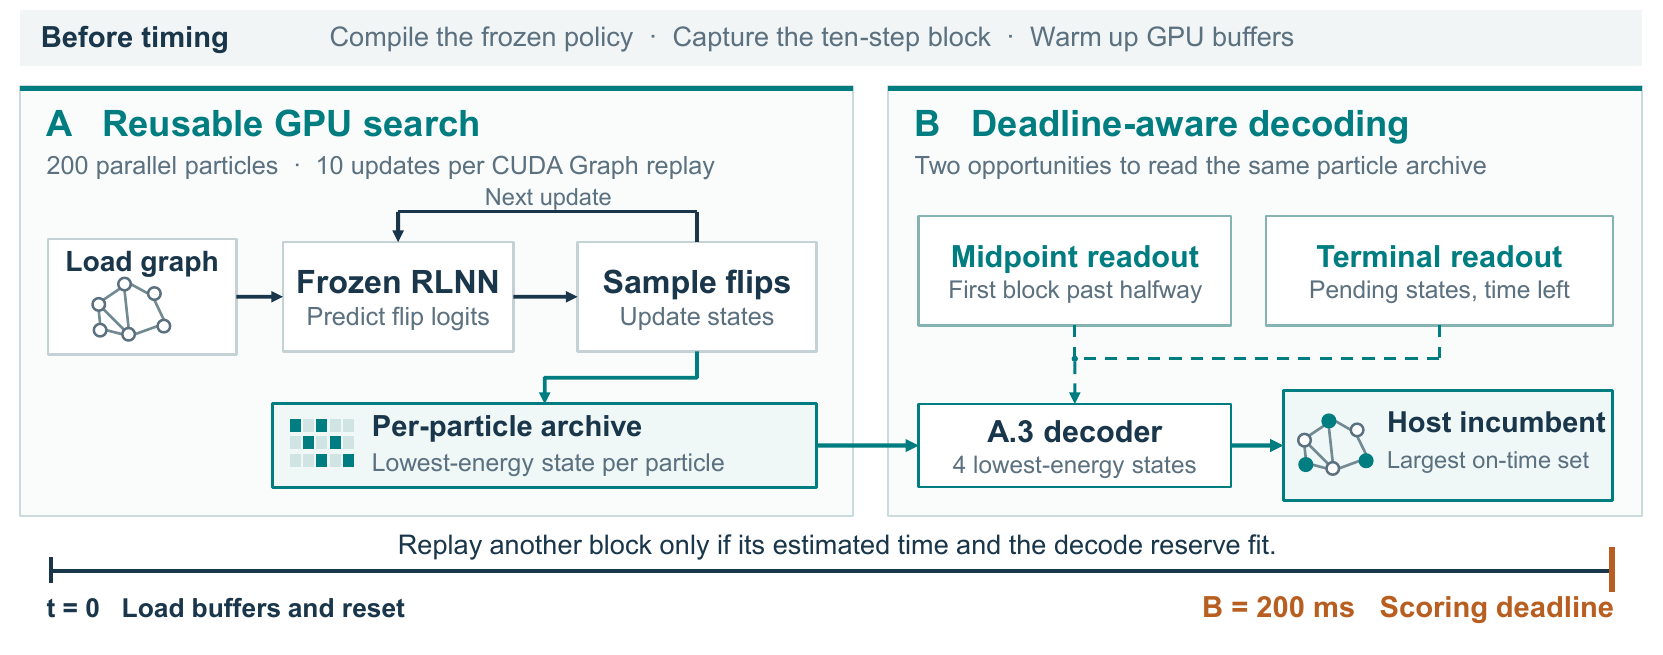 Before timing Compile the frozen policy · Capture the ten-step block · Warm up GPU buffers
A Reusable GPU search
200 parallel particles · 10 updates per CUDA Graph replay
Next update
Load graph
Frozen RLNN
Predict flip logits
Sample flips
Update states
Per-particle archive
Lowest-energy state per particle
B Deadline-aware decoding
Two opportunities to read the same particle archive
Midpoint readout
First block past halfway
Terminal readout
Pending states, time left
A.3 decoder
4 lowest-energy states
Host incumbent
Largest on-time set
Replay another block only if its estimated time and the decode reserve fit.
t = 0 Load buffers and reset
B = 200 ms Scoring deadline